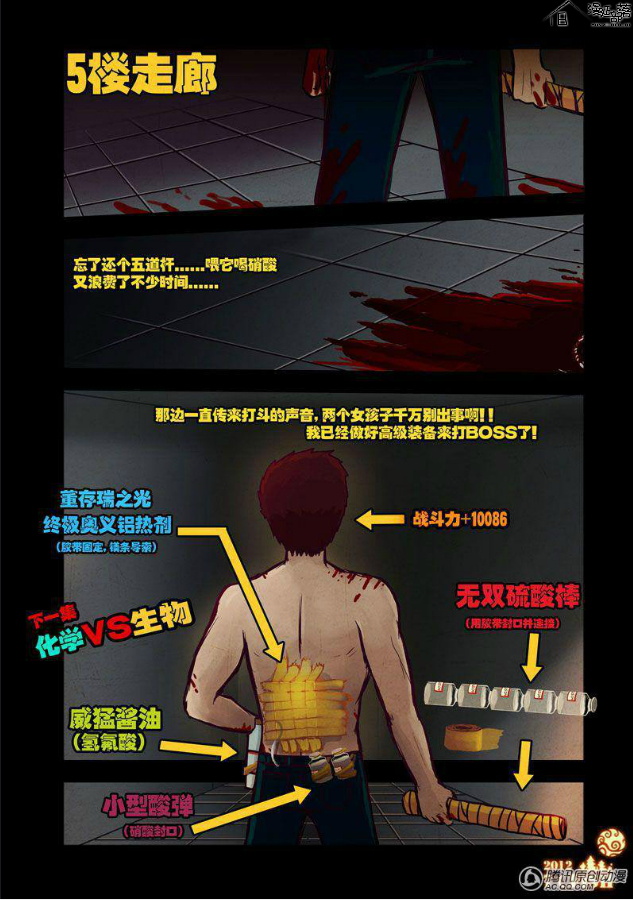 漫征部落
5楼走廊
忘了还个五道杆......喂它喝硝酸
又浪费了不少时间......
那边一直传来打斗的声音,两个女孩子千万别出事啊!!
我已经做好高级装备来打BOSS了!
董存瑞之光
终极奥义铝热剂
(胶带固定,镁条导索)
战斗力+10086
下一集
化学VS生物
无双硫酸棒
(用胶带封口并连接)
威猛酱油
(氢氟酸)
小型酸弹
(硝酸封口)
2012
腾讯原创动漫
AC.QQ.COM